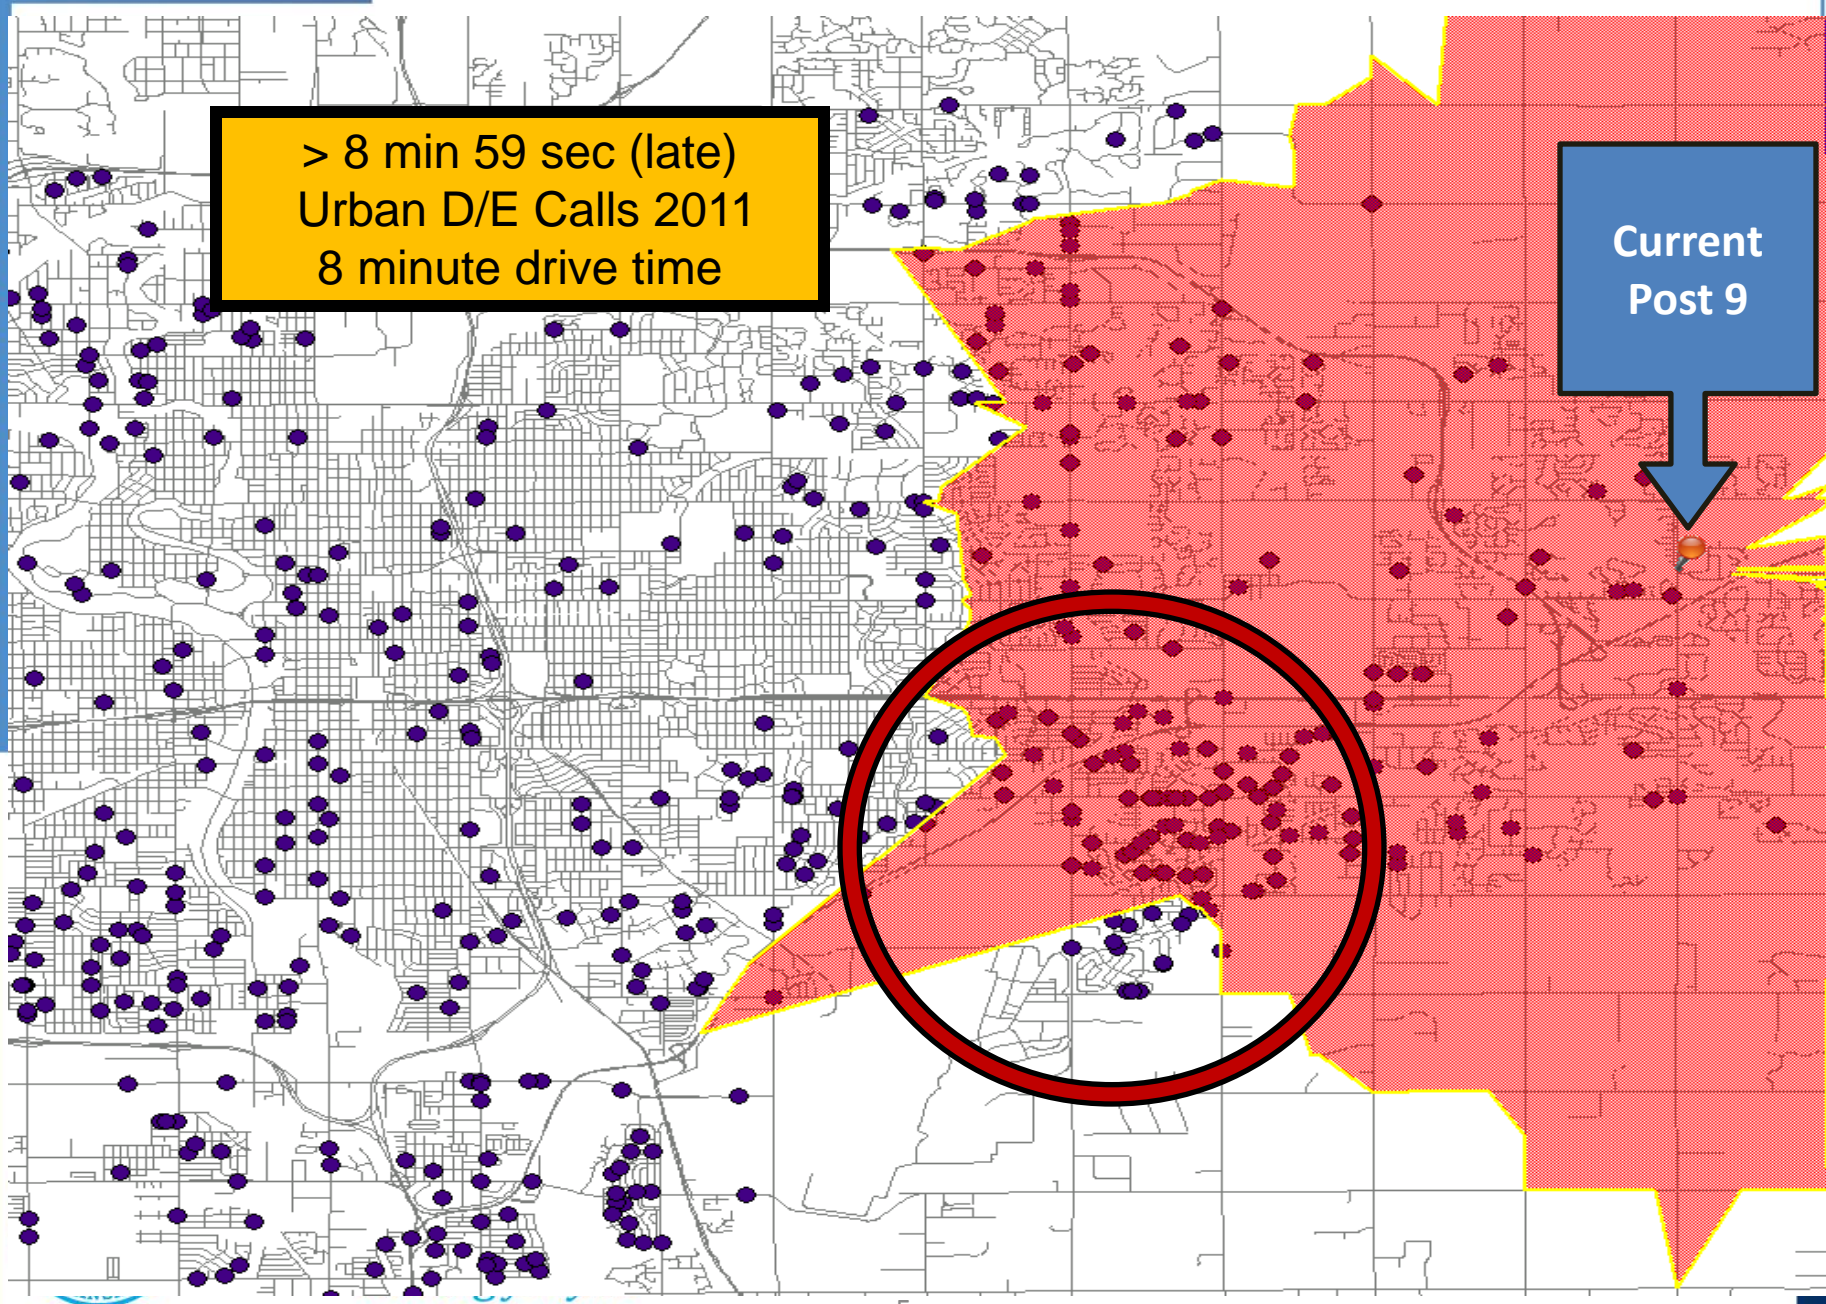 > 8 min 59 sec (late)
Urban D/E Calls 2011
8 minute drive time
Current
Post 9